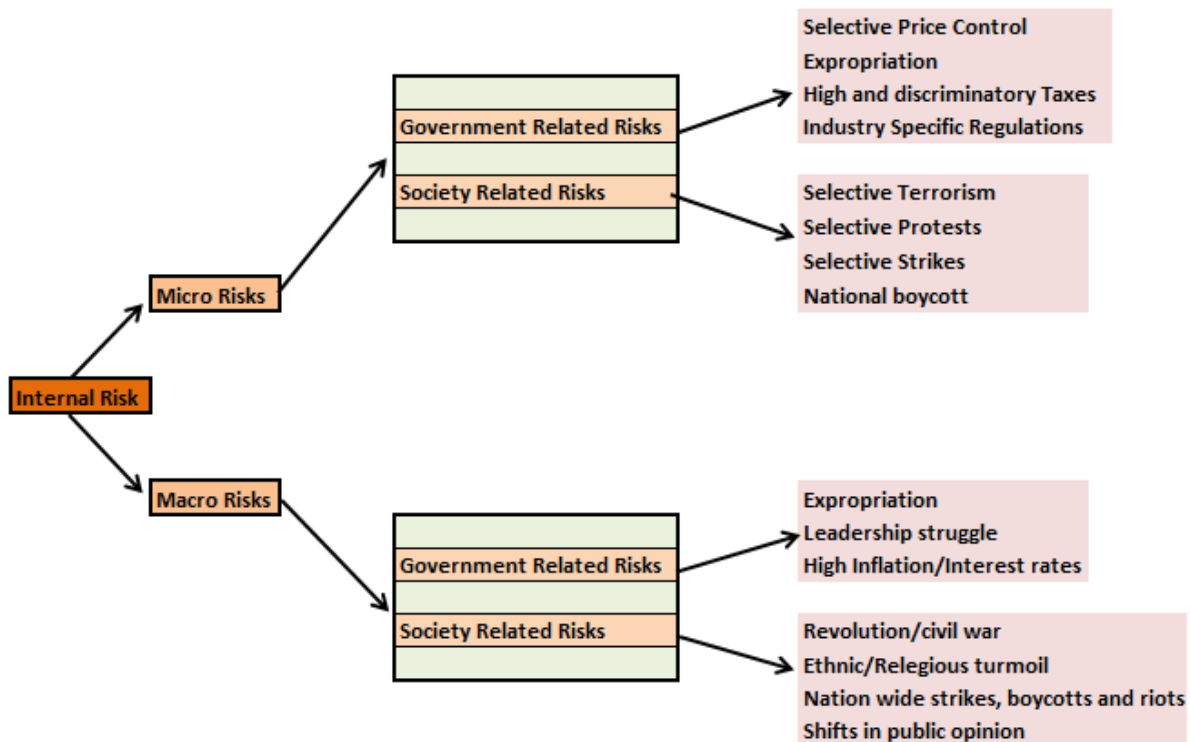 Selective Price Control
Expropriation
High and discriminatory Taxes
Industry Specific Regulations
Government Related Risks
Society Related Risks
Selective Terrorism
Selective Protests
Selective Strikes
National boycott
Micro Risks
Internal Risk
Macro Risks
Expropriation
Leadership struggle
High Inflation/Interest rates
Government Related Risks
Society Related Risks
Revolution/civil war
Ethnic/Relegious turmoil
Nation wide strikes, boycotts and riots
Shifts in public opinion